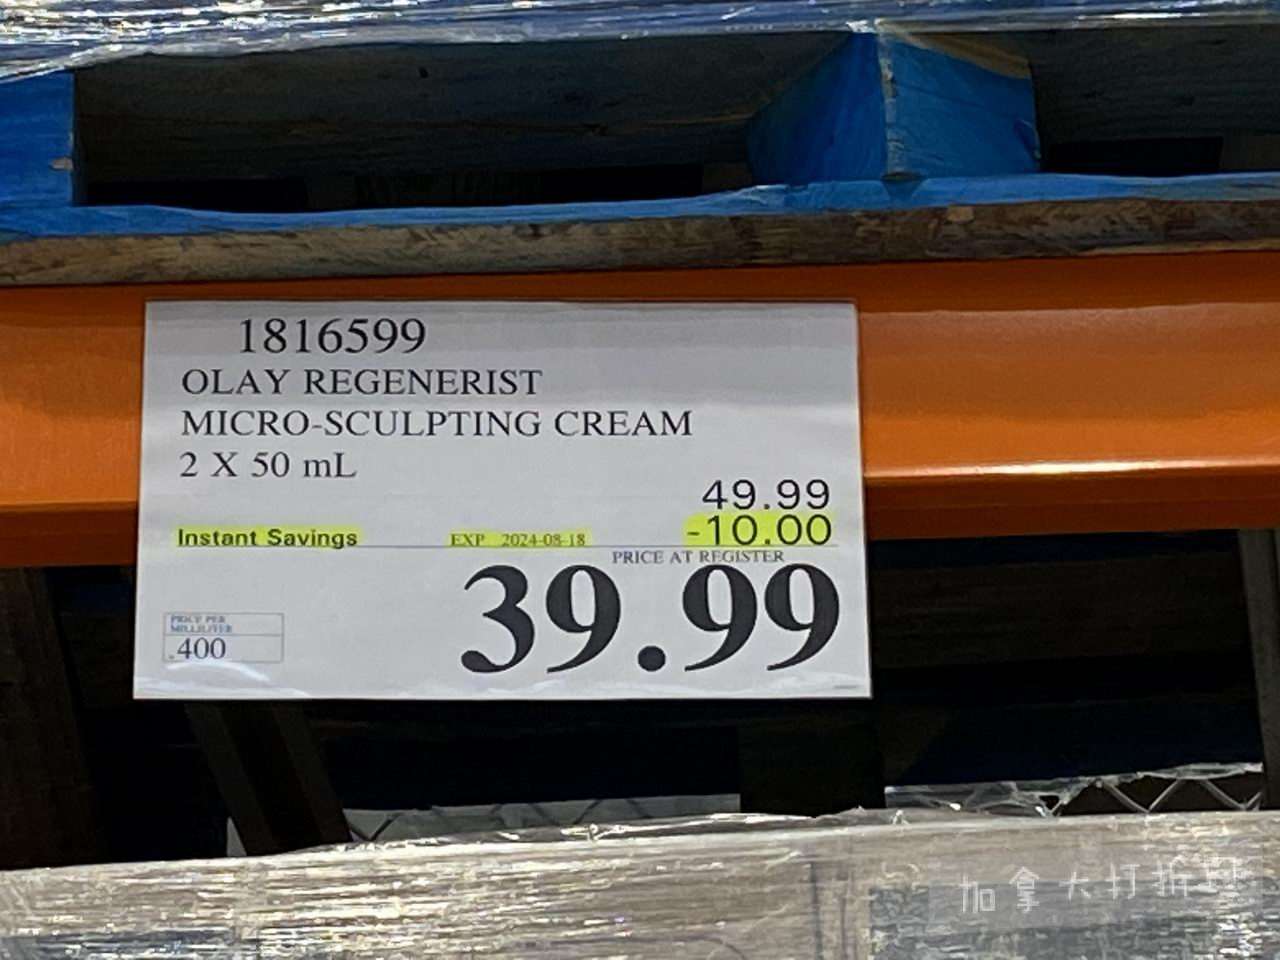 1816599
OLAY REGENERIST
MICRO-SCULPTING CREAM
2 X 50 mL
49.99
Instant Savings EXP 2024-08-18 -10.00
PRICE AT REGISTER
39.99
PRICE PER
MILLILITER
.400
加拿大打折